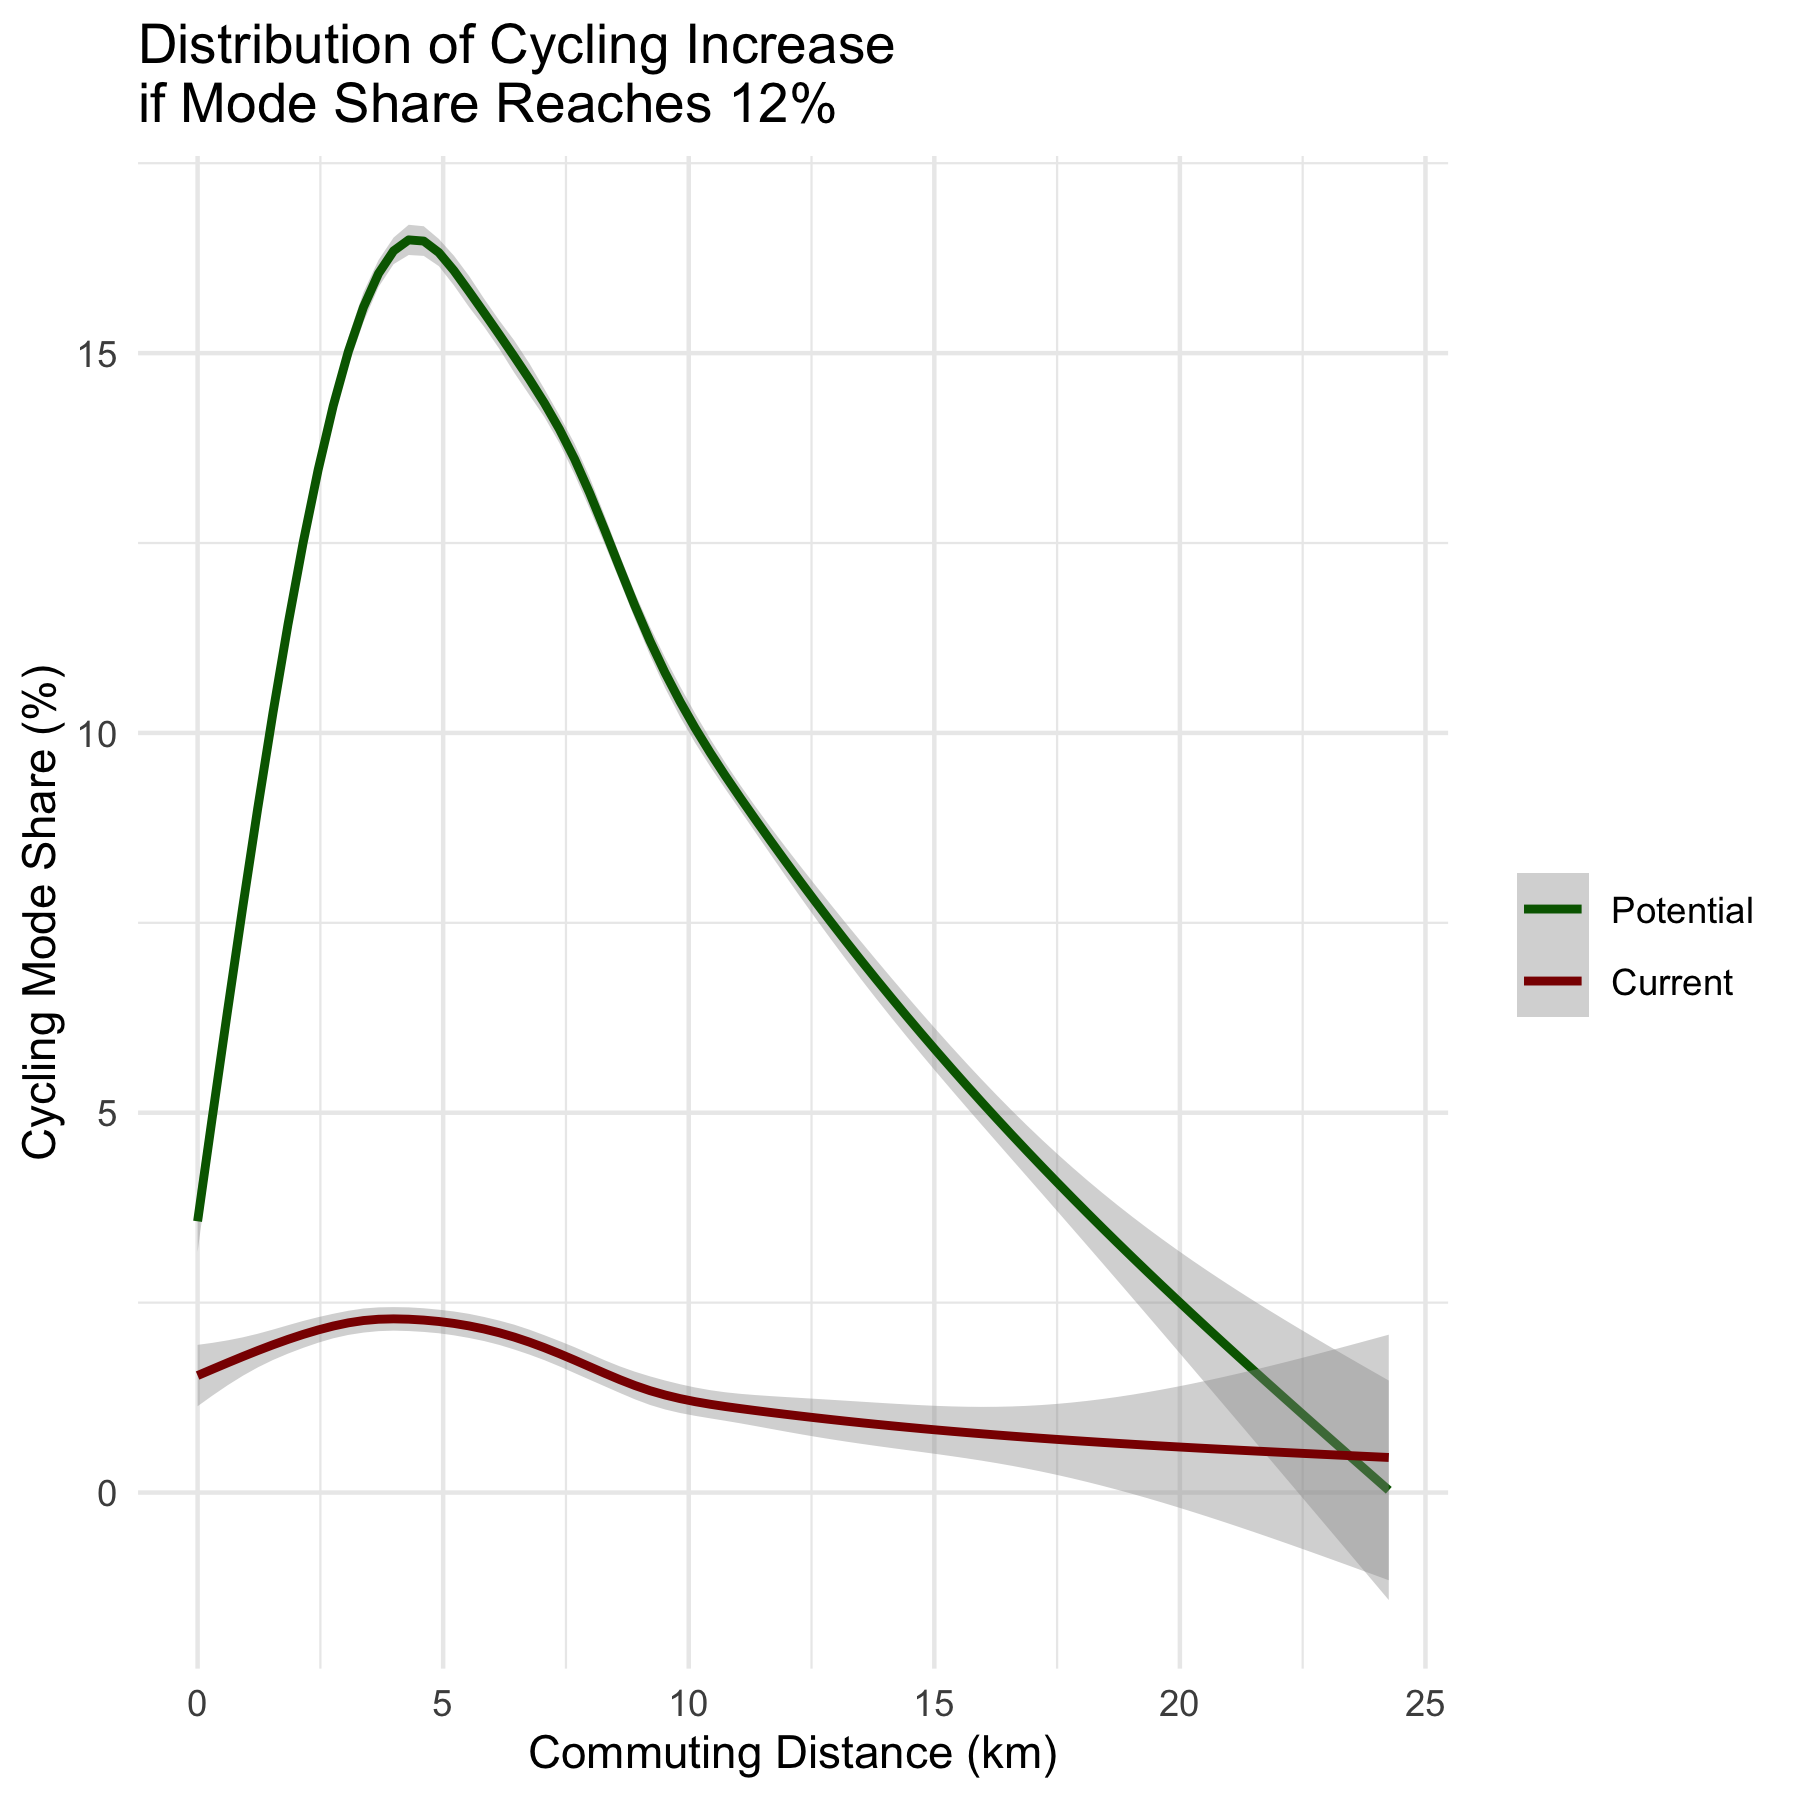 Distribution of Cycling Increase
if Mode Share Reaches 12%
Cycling Mode Share (%)
15
10
5
0
0 5 10 15 20 25
Commuting Distance (km)
Potential
Current